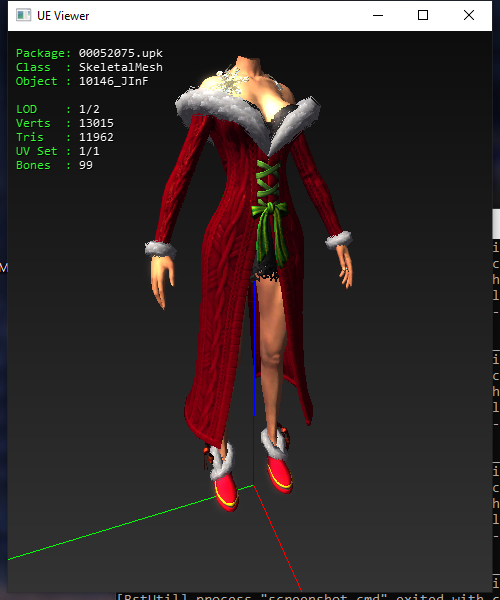 UE Viewer
Package: 00052075.upk
Class : SkeletalMesh
Object : 10146_JInF
LOD : 1/2
Verts : 13015
Tris : 11962
UV Set : 1/1
Bones : 99
M
i
c
h
l
-
i
c
h
l
-
i
c
h
l
-
i
[RstUtil] process "screenshot.cmd" exited with c